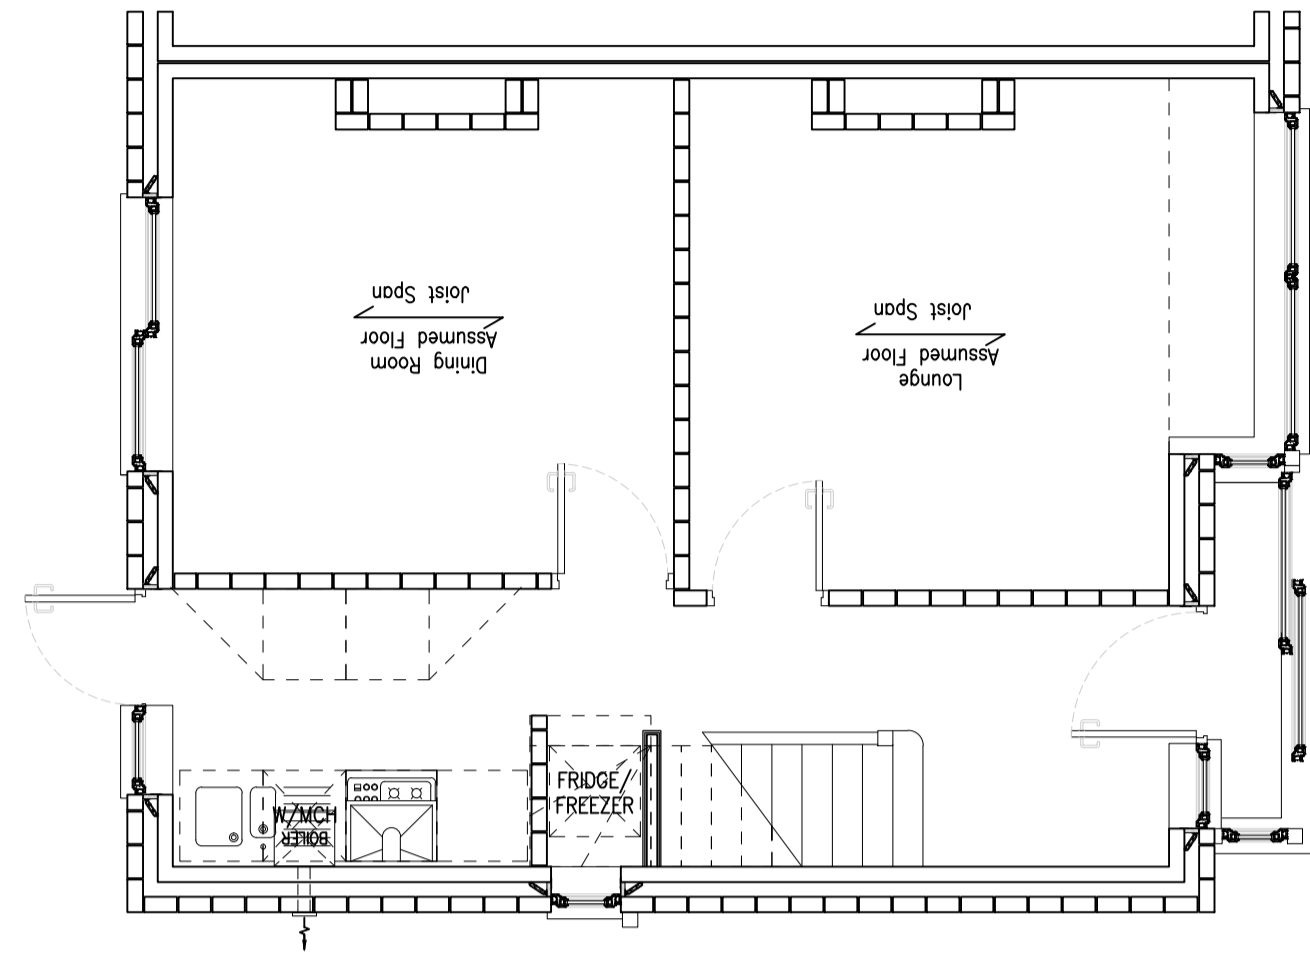 Dining Room
Assumed Floor
Joist Span
Lounge
Assumed Floor
Joist Span
FRIDGE/
FREEZER
W/MCH
BOILER